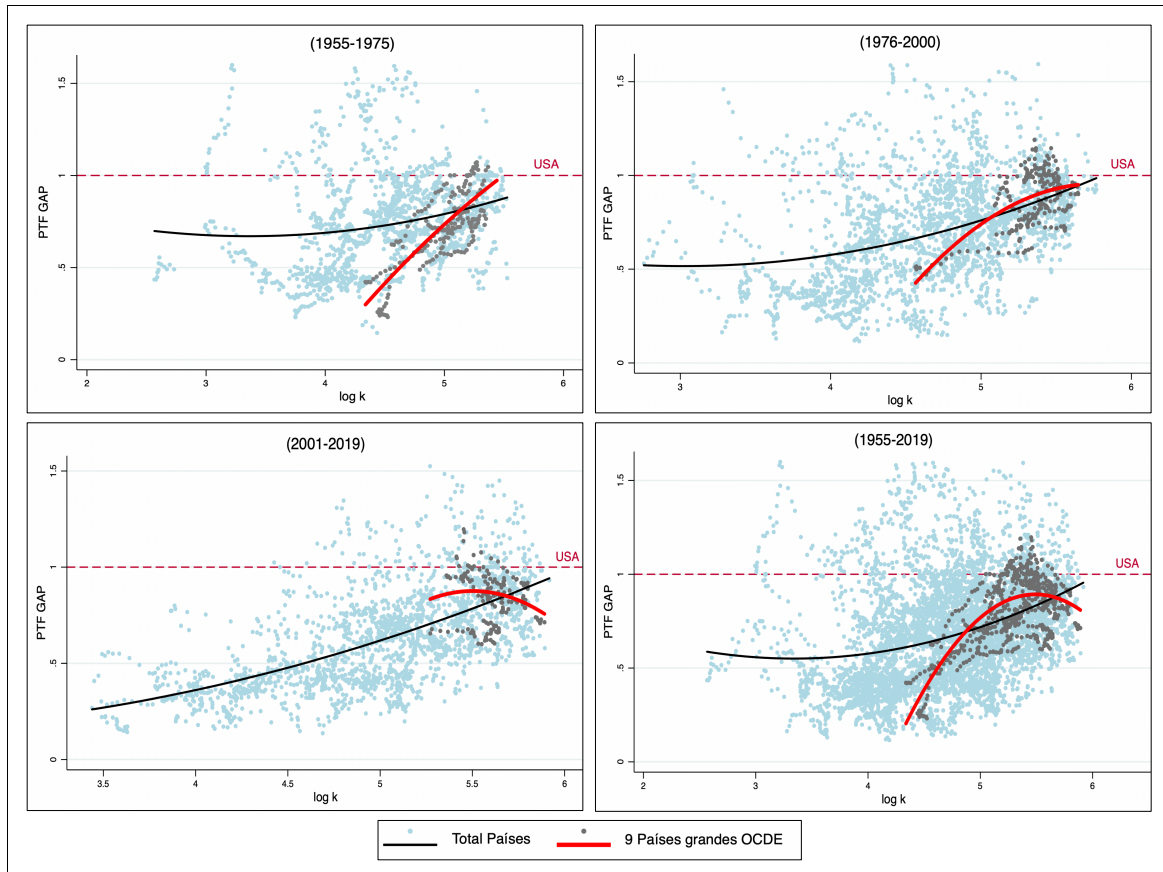 (1955-1975)
1.5
1
.5
0
PTF GAP
USA
2 3 4 5 6
log k
(1976-2000)
1.5
1
.5
0
PTF GAP
USA
3 4 5 6
log k
(2001-2019)
1.5
1
.5
0
PTF GAP
USA
3.5 4 4.5 5 5.5 6
log k
(1955-2019)
1.5
1
.5
0
PTF GAP
USA
2 3 4 5 6
log k
Total Países 9 Países grandes OCDE